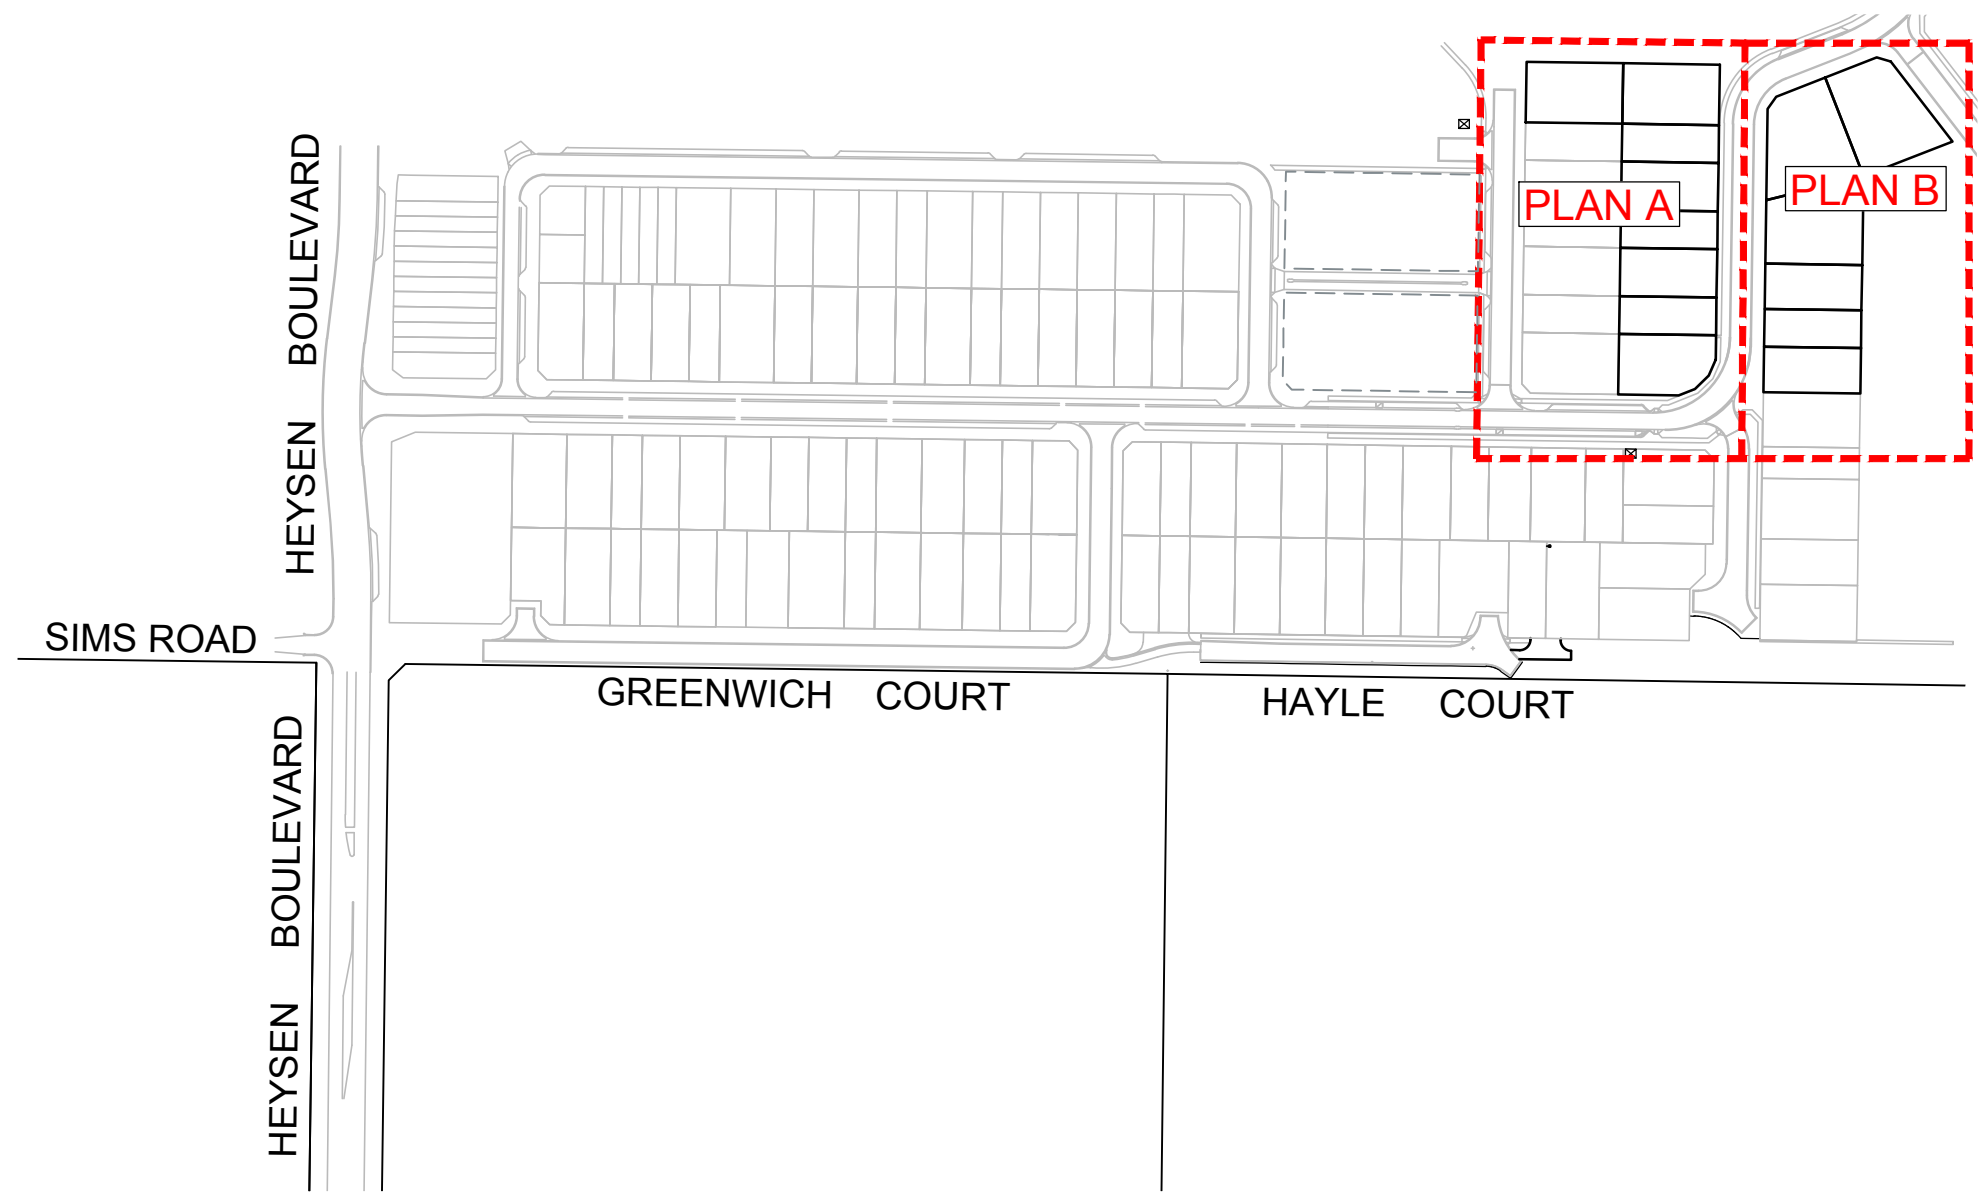 PLAN A
PLAN B
HEYSEN BOULEVARD
SIMS ROAD
GREENWICH COURT
HAYLE COURT
HEYSEN BOULEVARD